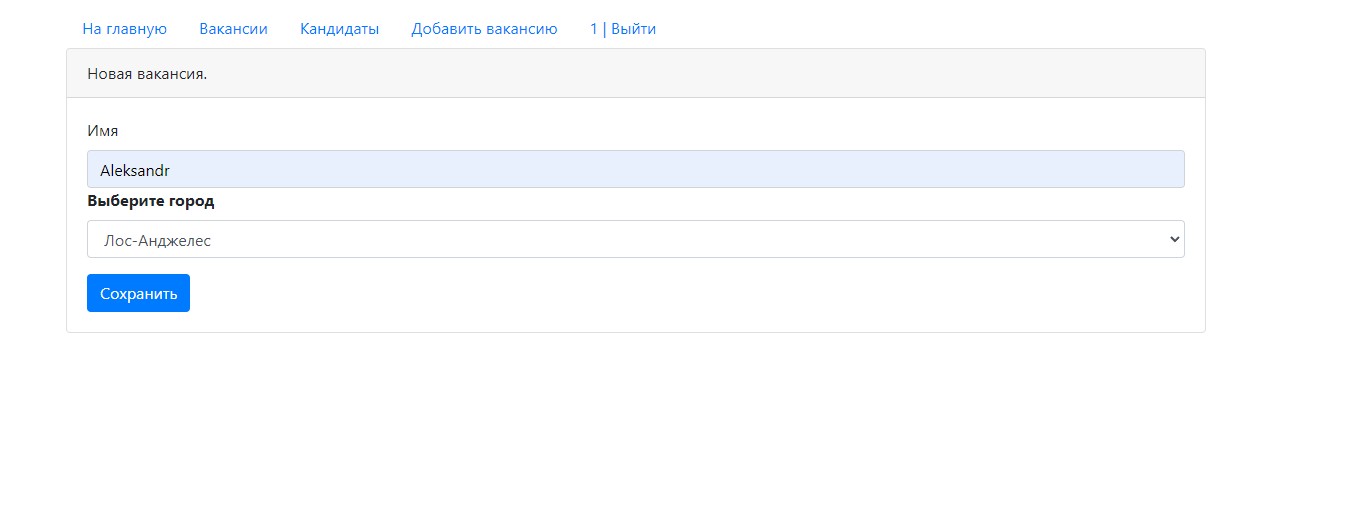 На главную Вакансии Кандидаты Добавить вакансию 1 | Выйти
Новая вакансия.
Имя
Aleksandr
Выберите город
Лос-Анджелес
Сохранить